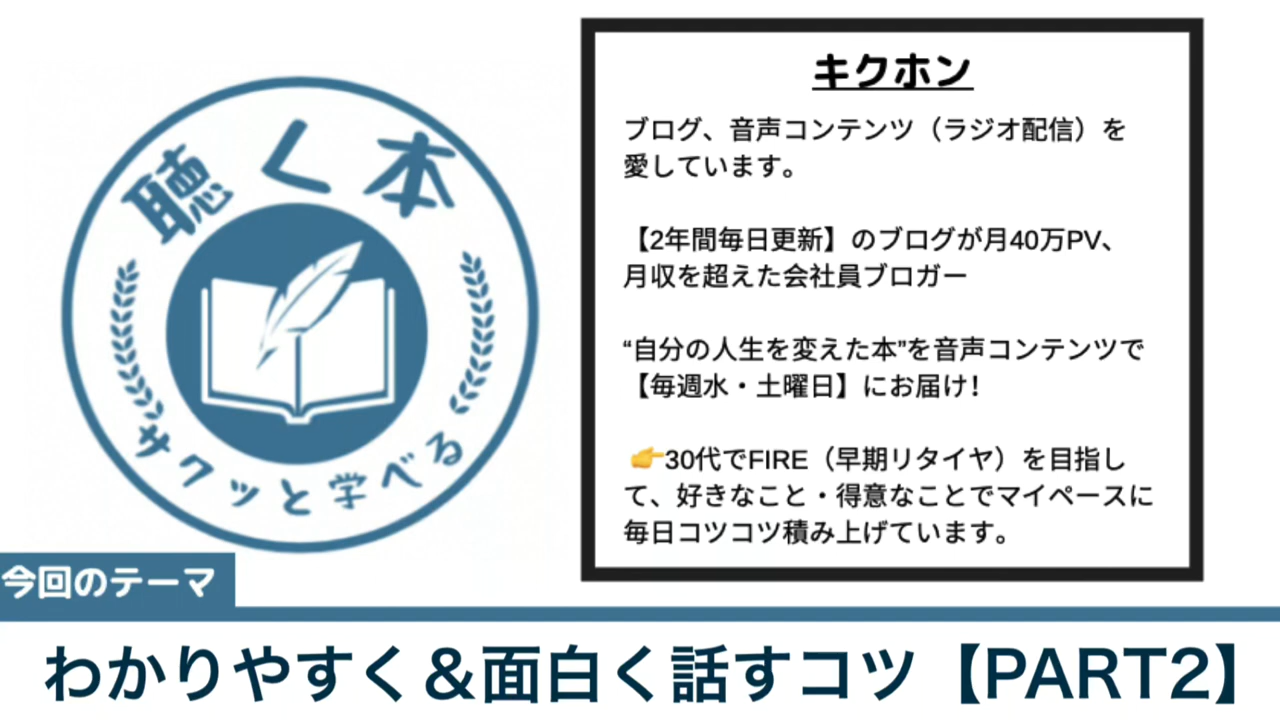 聴く本
サクッと学べる
キクホン
ブログ、音声コンテンツ（ラジオ配信）を
愛しています。
【2年間毎日更新】のブログが月40万PV、
月収を超えた会社員ブロガー
“自分の人生を変えた本”を音声コンテンツで
【毎週水・土曜日】にお届け！
👉30代でFIRE（早期リタイヤ）を目指し
て、好きなこと・得意なことでマイペースに
毎日コツコツ積み上げています。
今回のテーマ
わかりやすく＆面白く話すコツ【PART2】